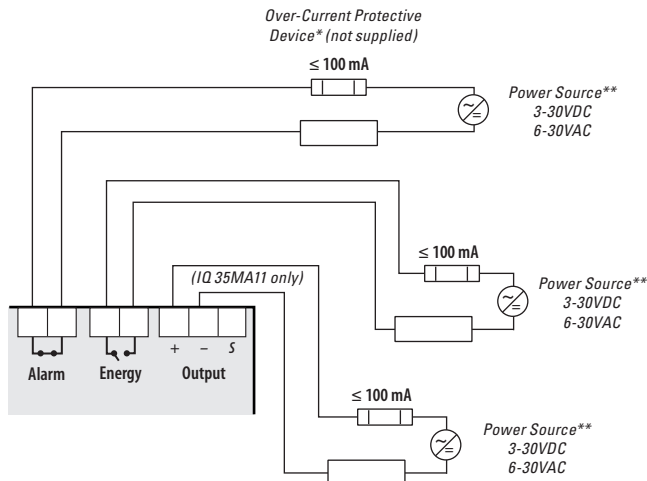 Over-Current Protective
Device* (not supplied)
≤ 100 mA
Power Source**
3-30VDC
6-30VAC
≤ 100 mA
Power Source**
3-30VDC
6-30VAC
(IQ 35MA11 only)
+ – S
Alarm Energy Output
≤ 100 mA
Power Source**
3-30VDC
6-30VAC